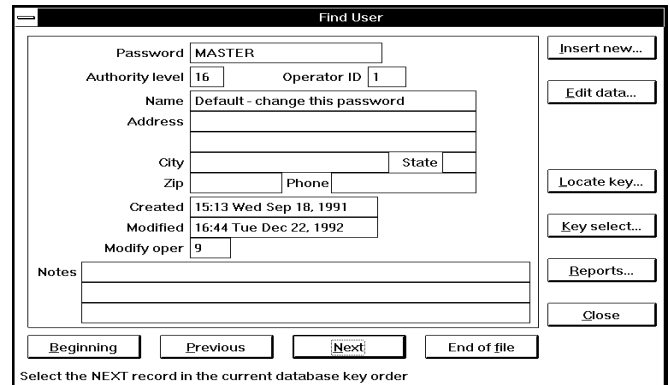 Find User
Password MASTER
Insert new...
Authority level 16 Operator ID 1
Name Default - change this password
Edit data...
Address
City State
Zip Phone
Locate key...
Created 15:13 Wed Sep 18, 1991
Modified 16:44 Tue Dec 22, 1992
Key select...
Modify oper 9
Notes
Reports...
Close
Beginning Previous Next End of file
Select the NEXT record in the current database key order